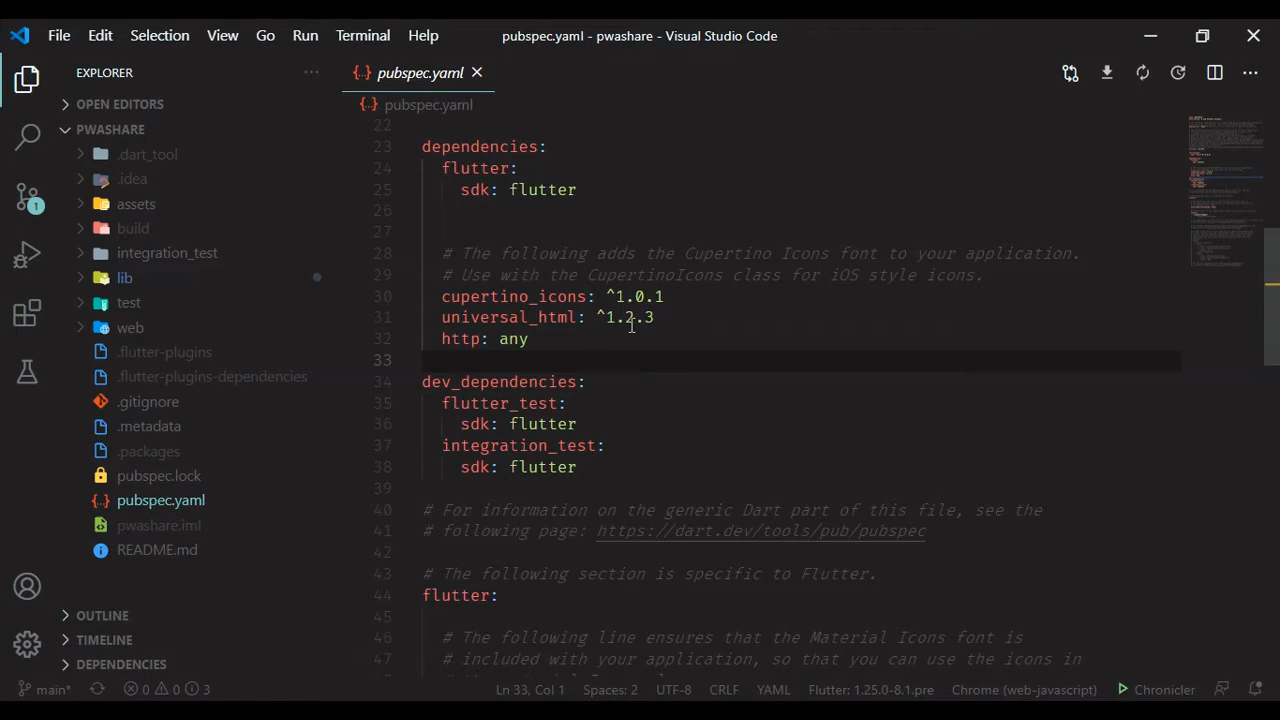 File Edit Selection View Go Run Terminal Help pubspec.yaml - pwashare - Visual Studio Code
EXPLORER
OPEN EDITORS
PWASHARE
.dart_tool
.idea
assets
build
integration_test
lib
test
web
.flutter-plugins
.flutter-plugins-dependencies
.gitignore
.metadata
.packages
pubspec.lock
pubspec.yaml
pwashare.iml
README.md
OUTLINE
TIMELINE
DEPENDENCIES
1
{..} pubspec.yaml
{..} pubspec.yaml
22
23 dependencies:
24 flutter:
25 sdk: flutter
26
27
28 # The following adds the Cupertino Icons font to your application.
29 # Use with the CupertinoIcons class for iOS style icons.
30 cupertino_icons: ^1.0.1
31 universal_html: ^1.2.3
32 http: any
33
34 dev_dependencies:
35 flutter_test:
36 sdk: flutter
37 integration_test:
38 sdk: flutter
39
40 # For information on the generic Dart part of this file, see the
41 # following page: https://dart.dev/tools/pub/pubspec
42
43 # The following section is specific to Flutter.
44 flutter:
45
46 # The following line ensures that the Material Icons font is
47 # included with your application, so that you can use the icons in
main* 0 0 3 Ln 33, Col 1 Spaces: 2 UTF-8 CRLF YAML Flutter: 1.25.0-8.1.pre Chrome (web-javascript) Chronicler